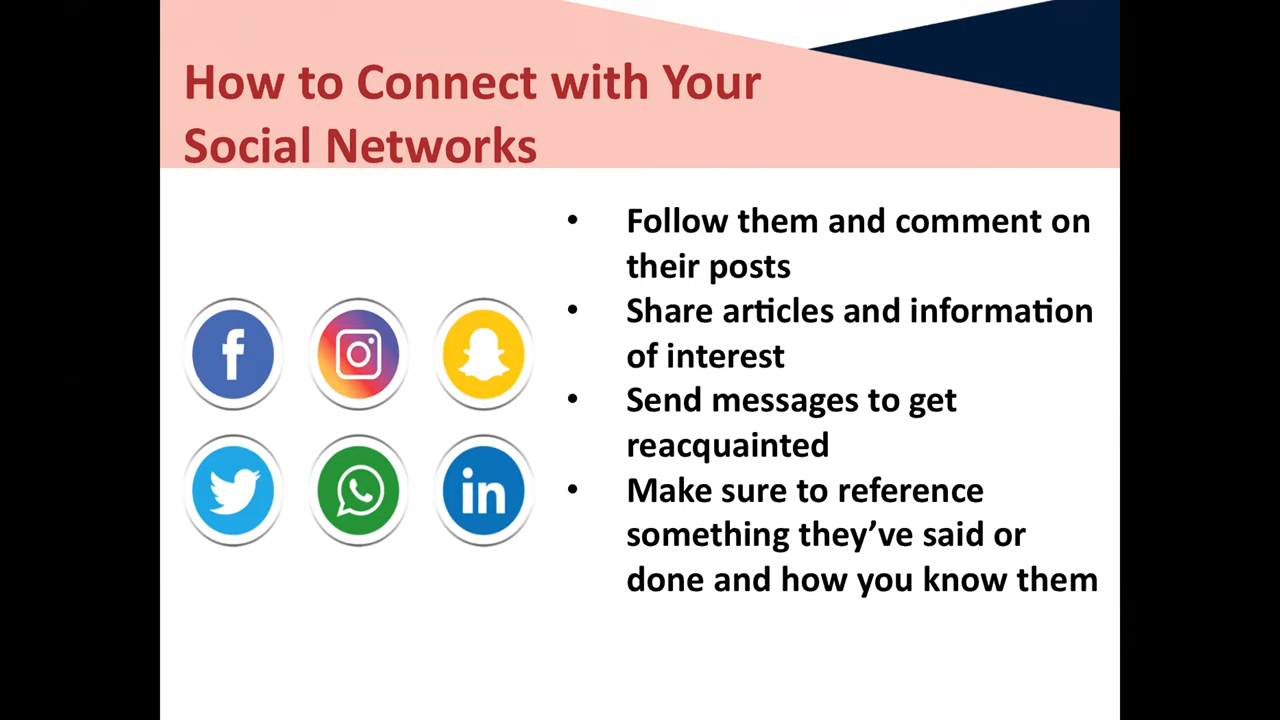 How to Connect with Your
Social Networks
• Follow them and comment on
their posts
• Share articles and information
of interest
• Send messages to get
reacquainted
• Make sure to reference
something they’ve said or
done and how you know them
f
in